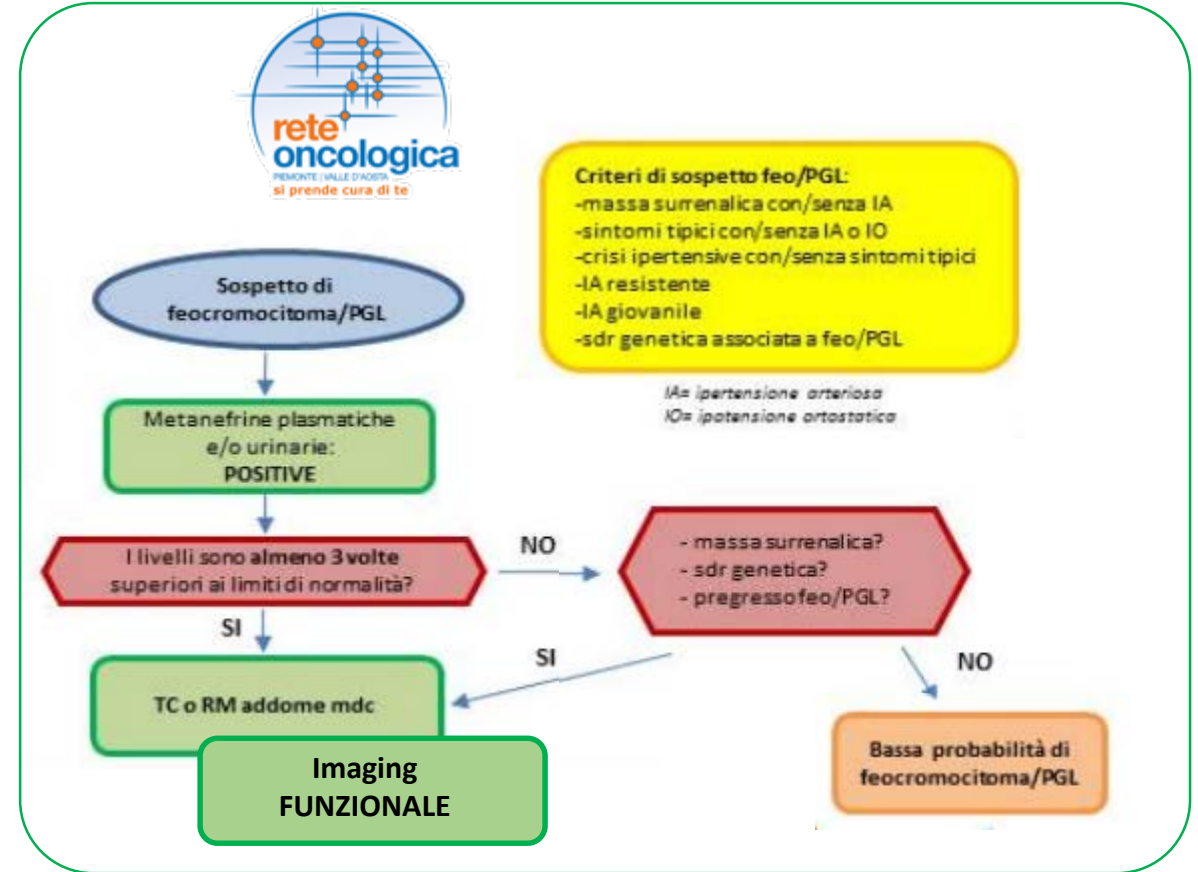 rete
oncologica
PIEMONTE | VALLE D'AOSTA
si prende cura di te
Criteri di sospetto feo/PGL:
-massa surrenalica con/senza IA
-sintomi tipici con/senza IA o IO
-crisi ipertensive con/senza sintomi tipici
-IA resistente
-IA giovanile
-sdr genetica associata a feo/PGL
IA= ipertensione arteriosa
IO= ipotensione ortostatica
Sospetto di
feocromocitoma/PGL
Metanefrine plasmatiche
e/o urinarie:
POSITIVE
I livelli sono almeno 3 volte
superiori ai limiti di normalità?
NO
- massa surrenalica?
- sdr genetica?
- pregresso feo/PGL?
SI
SI
NO
TC o RM addome mdc
Imaging
FUNZIONALE
Bassa probabilità di
feocromocitoma/PGL